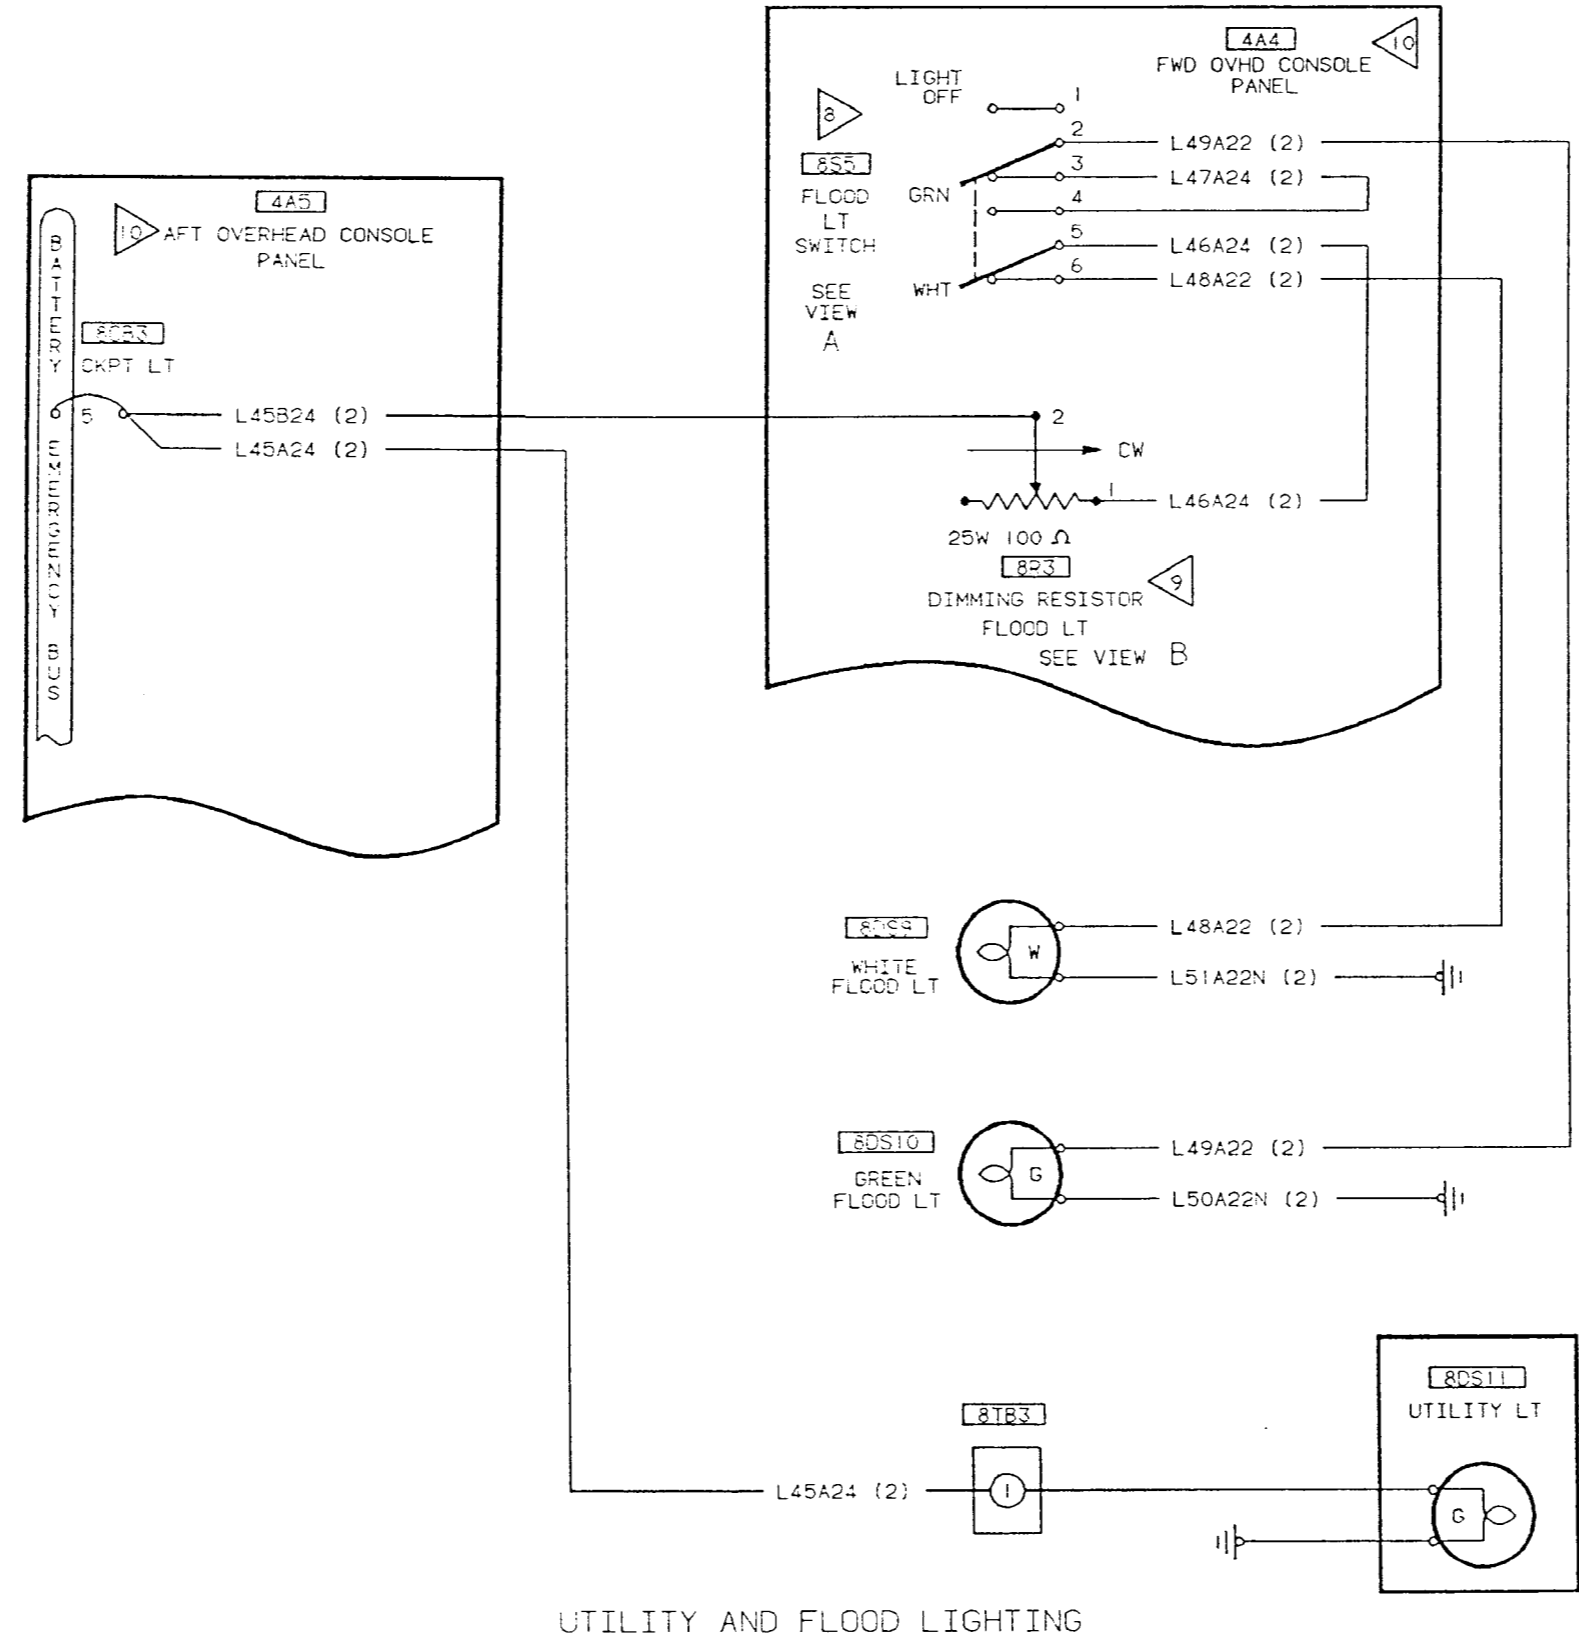 4A4
10
FWD OVHD CONSOLE
PANEL
LIGHT
OFF
1
8
2
L49A22 (2)
8S5
3
L47A24 (2)
FLOOD
LT
SWITCH
GRN
4
5
L46A24 (2)
6
L48A22 (2)
WHT
SEE
VIEW
A
4A5
10
AFT OVERHEAD CONSOLE
PANEL
BATTERY EMERGENCY BUS
8CB3
CKPT LT
5
L45B24 (2)
L45A24 (2)
2
CW
1
L46A24 (2)
25W 100 Ω
8R3
9
DIMMING RESISTOR
FLOOD LT
SEE VIEW B
8DS9
WHITE
FLOOD LT
W
L48A22 (2)
L51A22N (2)
8DS10
GREEN
FLOOD LT
G
L49A22 (2)
L50A22N (2)
8DS11
UTILITY LT
8TB3
L45A24 (2)
1
G
UTILITY AND FLOOD LIGHTING